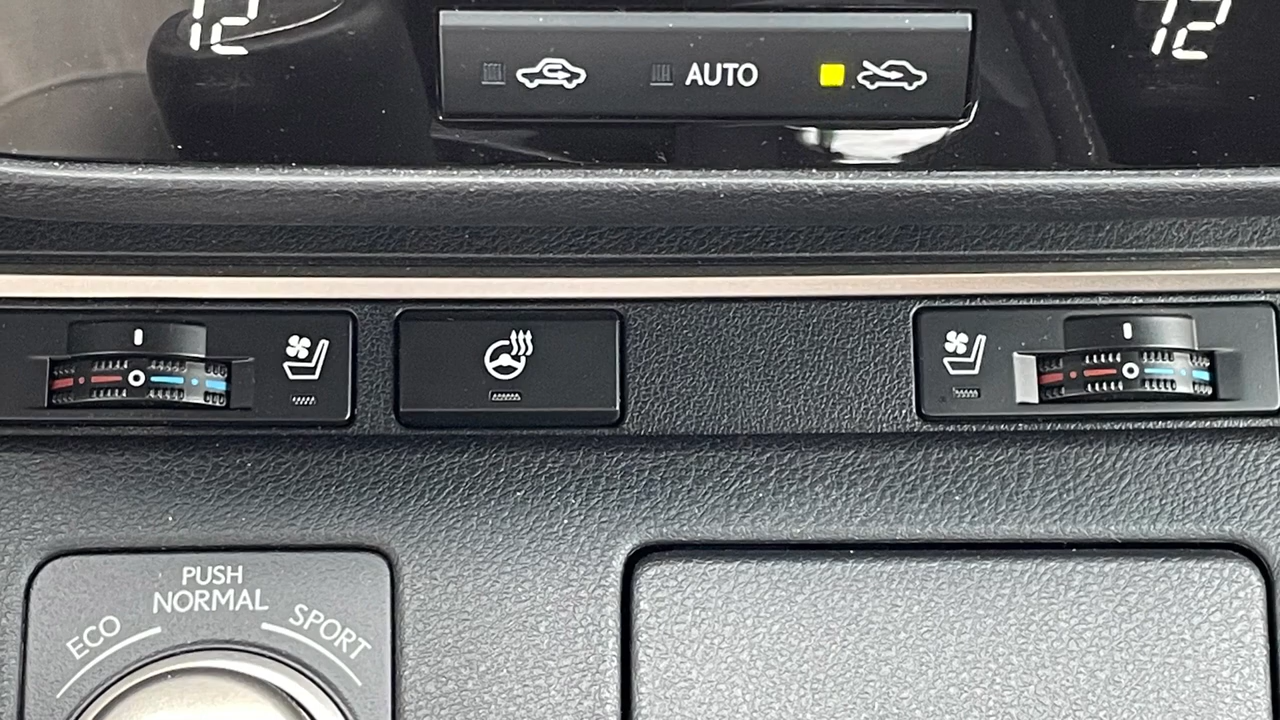 72
72
AUTO
PUSH
NORMAL
ECO
SPORT